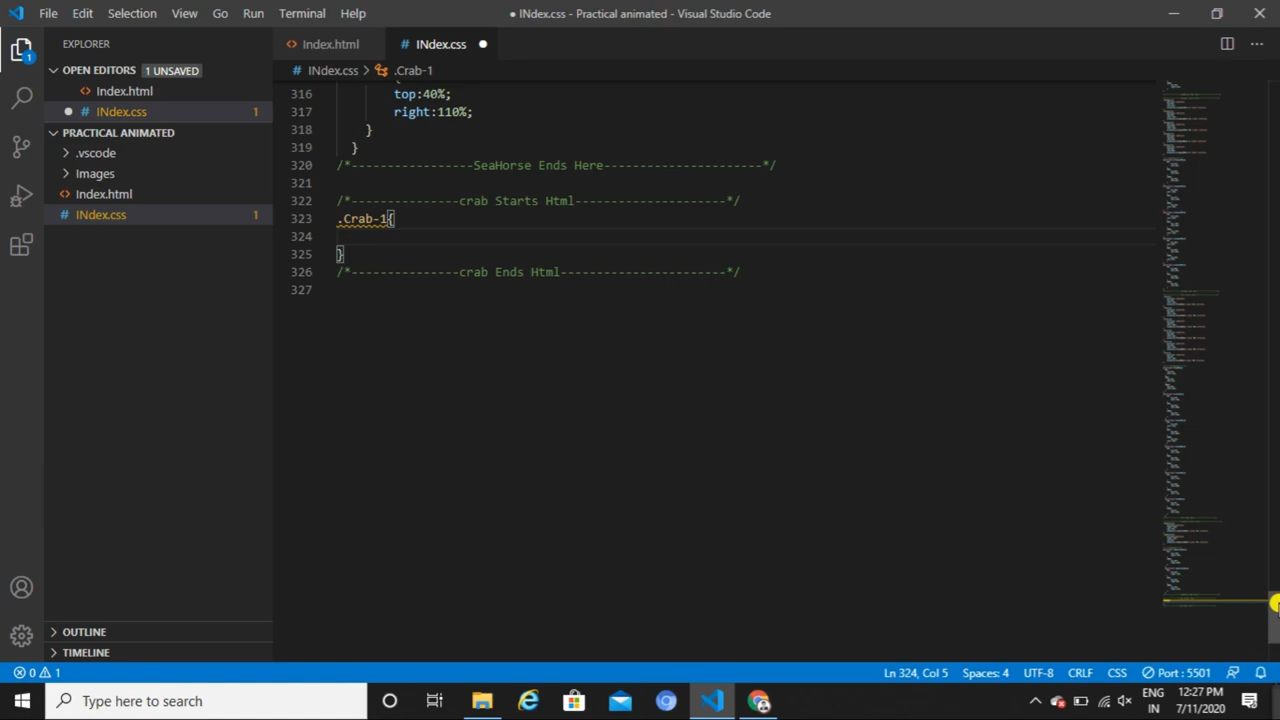 File Edit Selection View Go Run Terminal Help
● INdex.css - Practical animated - Visual Studio Code
EXPLORER
OPEN EDITORS 1 UNSAVED
Index.html
# INdex.css 1
PRACTICAL ANIMATED
.vscode
Images
Index.html
# INdex.css 1
OUTLINE
TIMELINE
1
Index.html
# INdex.css ●
# INdex.css > .Crab-1
{
316 top:40%;
317 right:110%;
318 }
319 }
320 /*-------------------SeaHorse Ends Here----------------------*/
321
322 /*---------------crab Starts Html---------------------*/
323 .Crab-1{
324
325 }
326 /*---------------crab Ends Html-----------------------*/
327
0 1
Ln 324, Col 5 Spaces: 4 UTF-8 CRLF CSS Port : 5501
Type here to search
ENG
IN
12:27 PM
7/11/2020